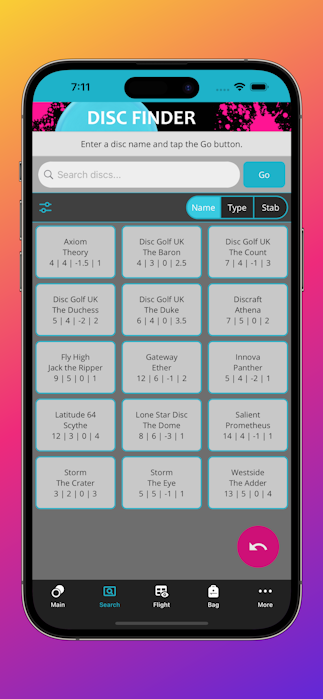 7:11
DISC FINDER
Enter a disc name and tap the Go button.
Search discs...
Go
Name
Type
Stab
Axiom
Theory
4 | 4 | -1.5 | 1
Disc Golf UK
The Baron
4 | 3 | 0 | 2.5
Disc Golf UK
The Count
7 | 4 | -1 | 3
Disc Golf UK
The Duchess
5 | 4 | -2 | 2
Disc Golf UK
The Duke
6 | 4 | 0 | 3.5
Discraft
Athena
7 | 5 | 0 | 2
Fly High
Jack the Ripper
9 | 5 | 0 | 1
Gateway
Ether
12 | 6 | -1 | 2
Innova
Panther
5 | 4 | -2 | 1
Latitude 64
Scythe
12 | 3 | 0 | 4
Lone Star Disc
The Dome
8 | 6 | -3 | 1
Salient
Prometheus
14 | 4 | -1 | 1
Storm
The Crater
3 | 2 | 0 | 3
Storm
The Eye
5 | 5 | -1 | 1
Westside
The Adder
13 | 5 | 0 | 4
Main
Search
Flight
Bag
More